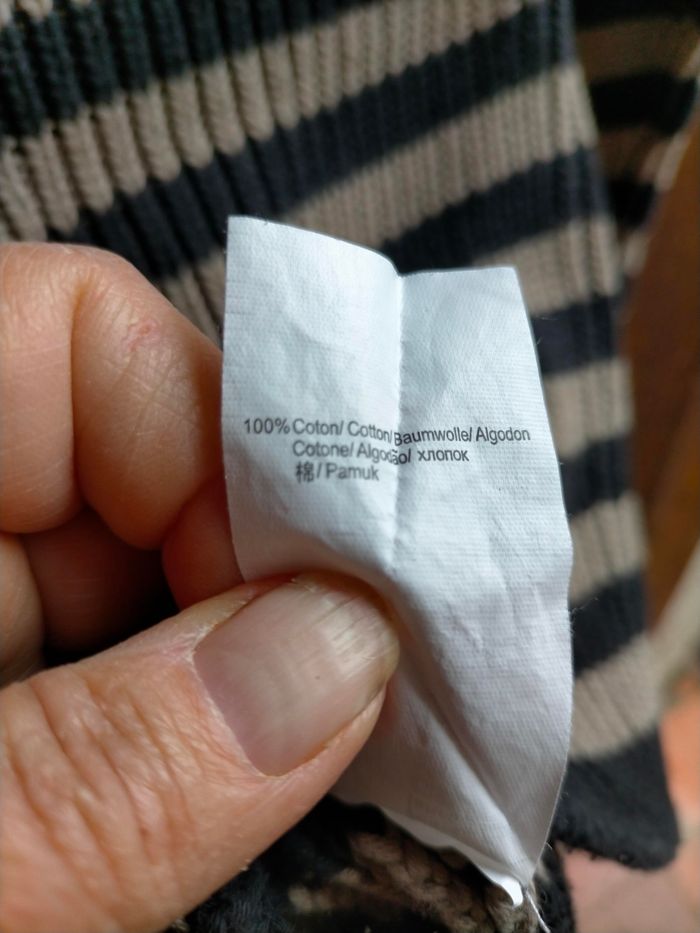 100% Coton/ Cotton/ Baumwolle/ Algodon
Cotone/ Algodão/ хлопок
棉/ Pamuk